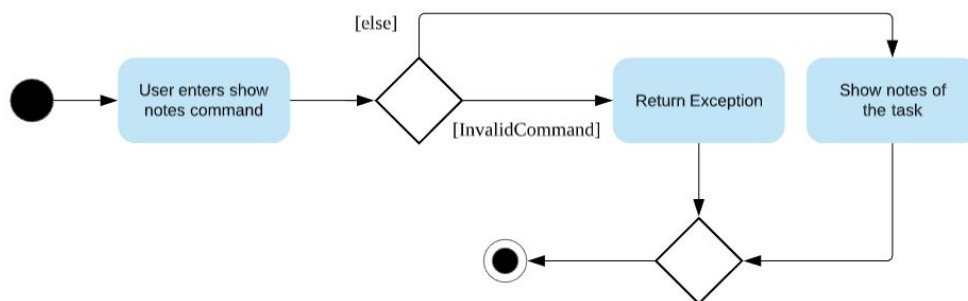 [else]
User enters show
notes command
[InvalidCommand]
Return Exception
Show notes of
the task